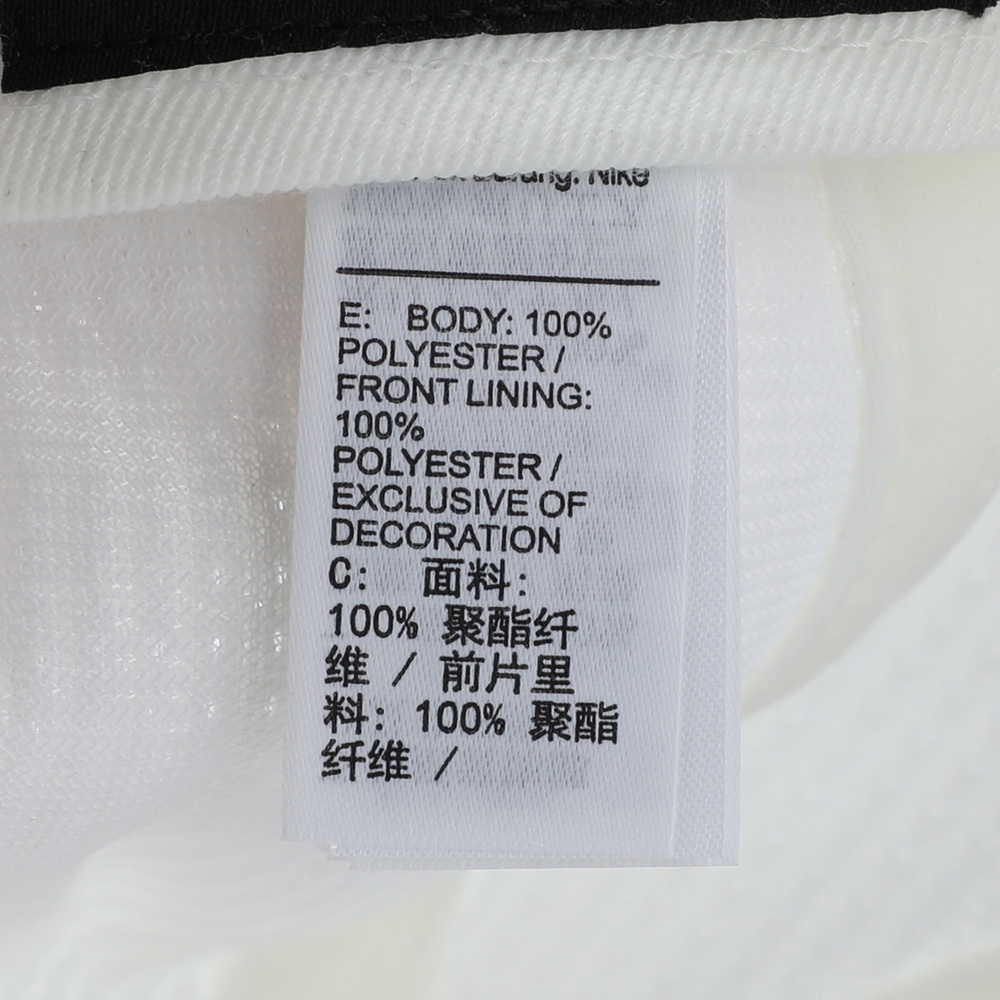 Nike
E: BODY: 100%
POLYESTER /
FRONT LINING:
100%
POLYESTER /
EXCLUSIVE OF
DECORATION
C: 面料:
100% 聚酯纤
维 / 前片里
料: 100% 聚酯
纤维 /